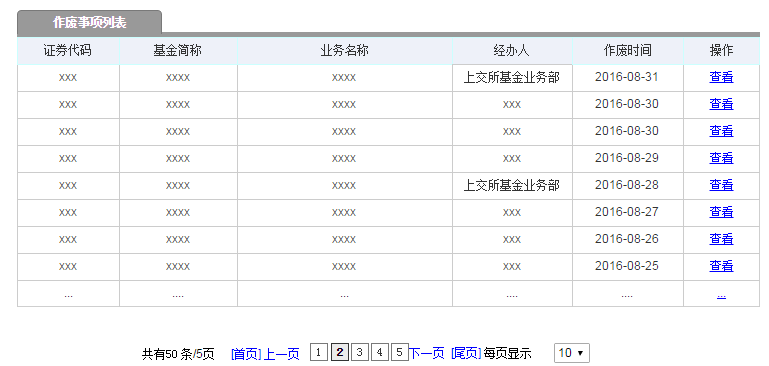 作废事项列表
证券代码 基金简称 业务名称 经办人 作废时间 操作
xxx xxxx xxxx 上交所基金业务部 2016-08-31 查看
xxx xxxx xxxx xxx 2016-08-30 查看
xxx xxxx xxxx xxx 2016-08-30 查看
xxx xxxx xxxx xxx 2016-08-29 查看
xxx xxxx xxxx 上交所基金业务部 2016-08-28 查看
xxx xxxx xxxx xxx 2016-08-27 查看
xxx xxxx xxxx xxx 2016-08-26 查看
xxx xxxx xxxx xxx 2016-08-25 查看
... .... ... .... .... ...
共有50 条/5页 [首页] 上一页 1 2 3 4 5 下一页 [尾页] 每页显示 10